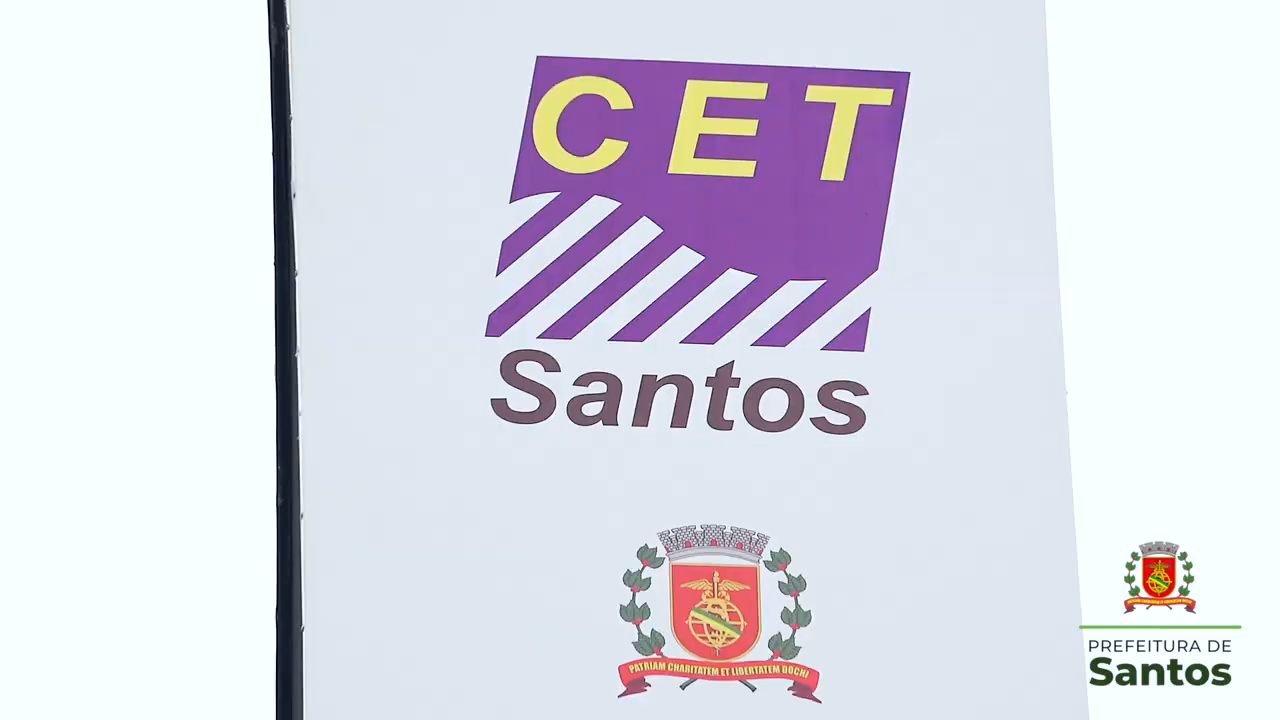 CET
Santos
PATRIAM CHARITATEM ET LIBERTATEM DOCUI
PREFEITURA DE
Santos